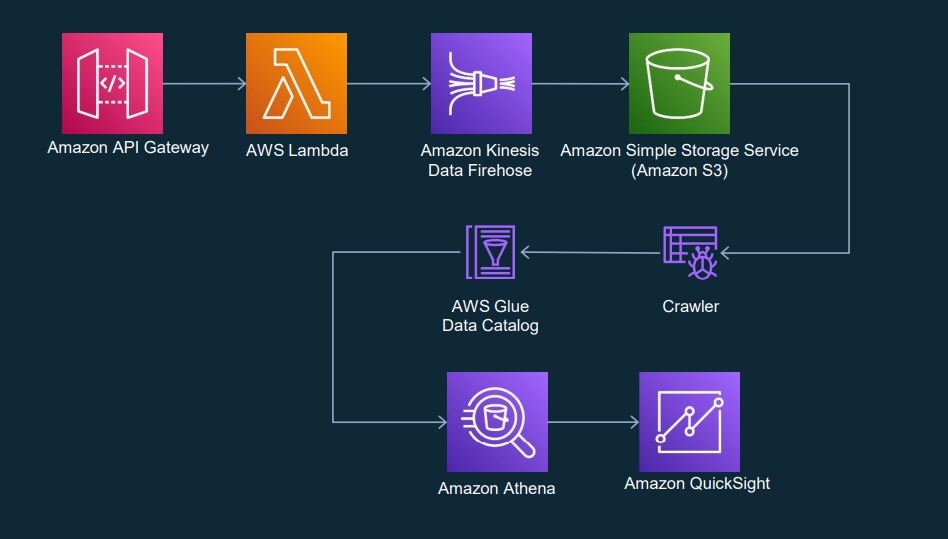 Amazon API Gateway
AWS Lambda
Amazon Kinesis
Data Firehose
Amazon Simple Storage Service
(Amazon S3)
AWS Glue
Data Catalog
Crawler
Amazon Athena
Amazon QuickSight